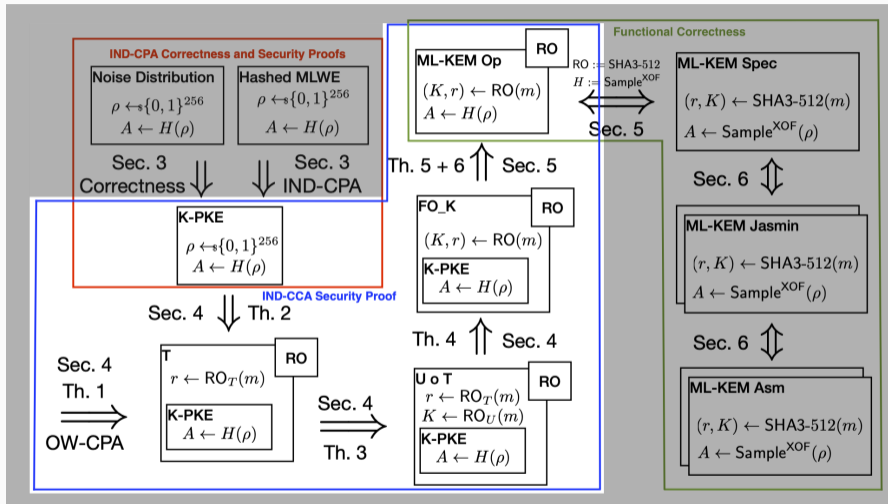 Functional Correctness
IND-CPA Correctness and Security Proofs
Noise Distribution
ρ ←$ {0, 1}^256
A ← H(ρ)
Hashed MLWE
ρ ←$ {0, 1}^256
A ← H(ρ)
Sec. 3
Correctness
Sec. 3
IND-CPA
K-PKE
ρ ←$ {0, 1}^256
A ← H(ρ)
IND-CCA Security Proof
Sec. 4
Th. 2
Sec. 4
Th. 1
OW-CPA
T
RO
r ← RO_T(m)
K-PKE
A ← H(ρ)
Sec. 4
Th. 3
U o T
RO
r ← RO_T(m)
K ← RO_U(m)
K-PKE
A ← H(ρ)
Th. 4
Sec. 4
FO_K
RO
(K, r) ← RO(m)
K-PKE
A ← H(ρ)
Th. 5 + 6
Sec. 5
ML-KEM Op
RO
(K, r) ← RO(m)
A ← H(ρ)
RO := SHA3-512
H := Sample^XOF
Sec. 5
ML-KEM Spec
(r, K) ← SHA3-512(m)
A ← Sample^XOF(ρ)
Sec. 6
ML-KEM Jasmin
(r, K) ← SHA3-512(m)
A ← Sample^XOF(ρ)
Sec. 6
ML-KEM Asm
(r, K) ← SHA3-512(m)
A ← Sample^XOF(ρ)